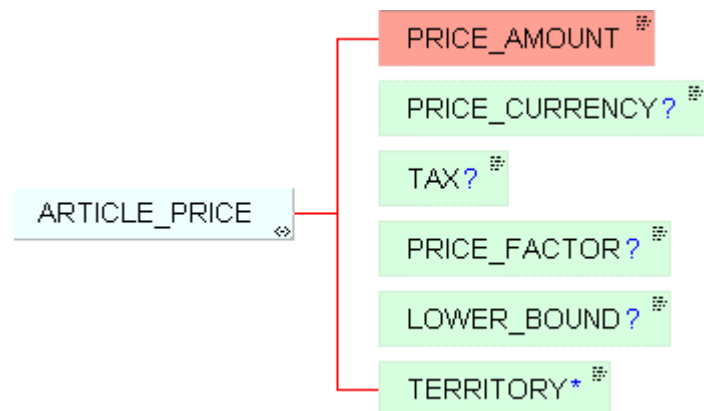 PRICE_AMOUNT
PRICE_CURRENCY?
TAX?
ARTICLE_PRICE
PRICE_FACTOR?
LOWER_BOUND?
TERRITORY*